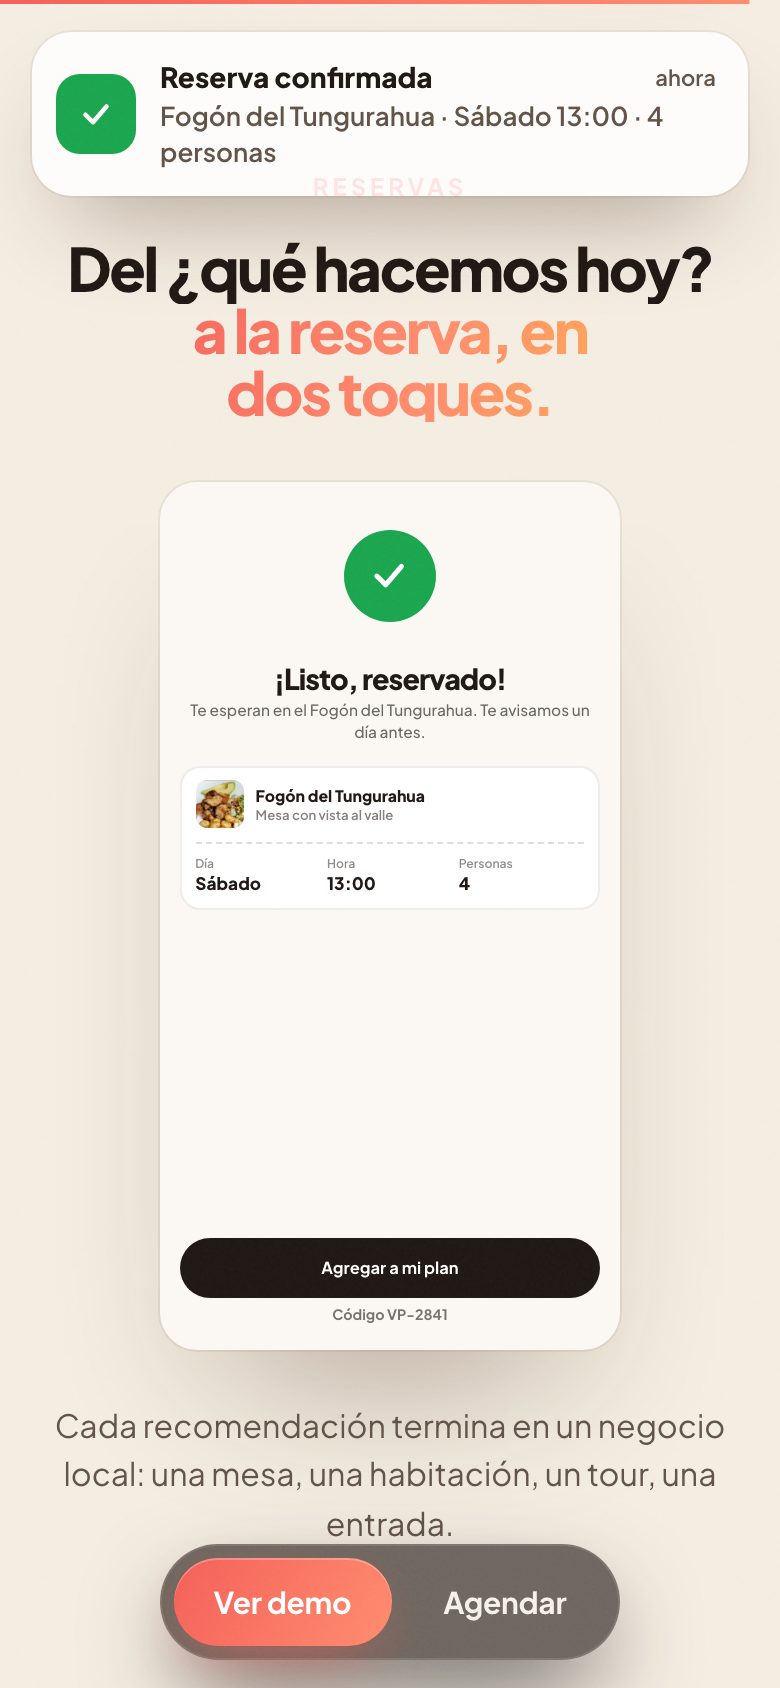 Reserva confirmada
ahora
Fogón del Tungurahua · Sábado 13:00 · 4
personas
RESERVAS
Del ¿qué hacemos hoy?
a la reserva, en
dos toques.
¡Listo, reservado!
Te esperan en el Fogón del Tungurahua. Te avisamos un
día antes.
Fogón del Tungurahua
Mesa con vista al valle
Día
Hora
Personas
Sábado
13:00
4
Agregar a mi plan
Código VP-2841
Cada recomendación termina en un negocio
local: una mesa, una habitación, un tour, una
entrada.
Ver demo
Agendar